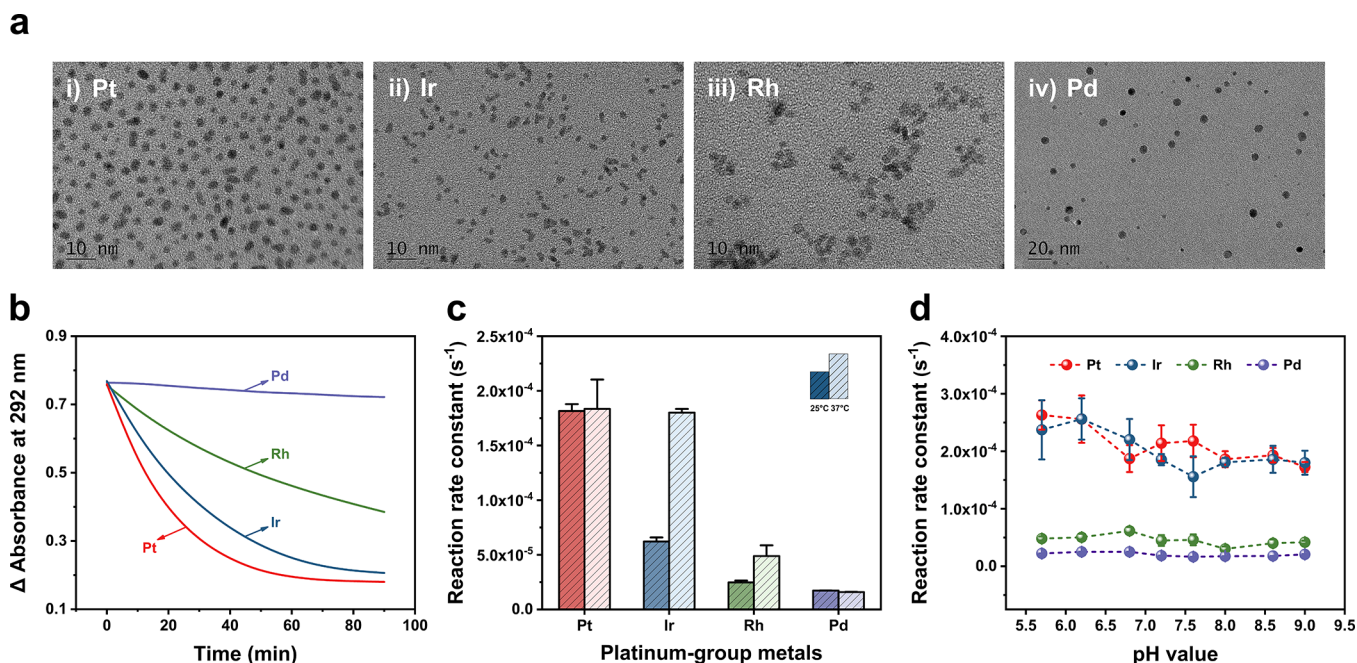 a
i) Pt
10 nm
ii) Ir
10 nm
iii) Rh
10 nm
iv) Pd
20 nm
b
Δ Absorbance at 292 nm
0.9
0.7
0.5
0.3
0.1
Pd
Rh
Ir
Pt
0 20 40 60 80 100
Time (min)
c
Reaction rate constant (s⁻¹)
2.5x10⁻⁴
2.0x10⁻⁴
1.5x10⁻⁴
1.0x10⁻⁴
5.0x10⁻⁵
0.0
25°C 37°C
Pt Ir Rh Pd
Platinum-group metals
d
Reaction rate constant (s⁻¹)
4.0x10⁻⁴
3.0x10⁻⁴
2.0x10⁻⁴
1.0x10⁻⁴
0.0
Pt Ir Rh Pd
5.5 6.0 6.5 7.0 7.5 8.0 8.5 9.0 9.5
pH value